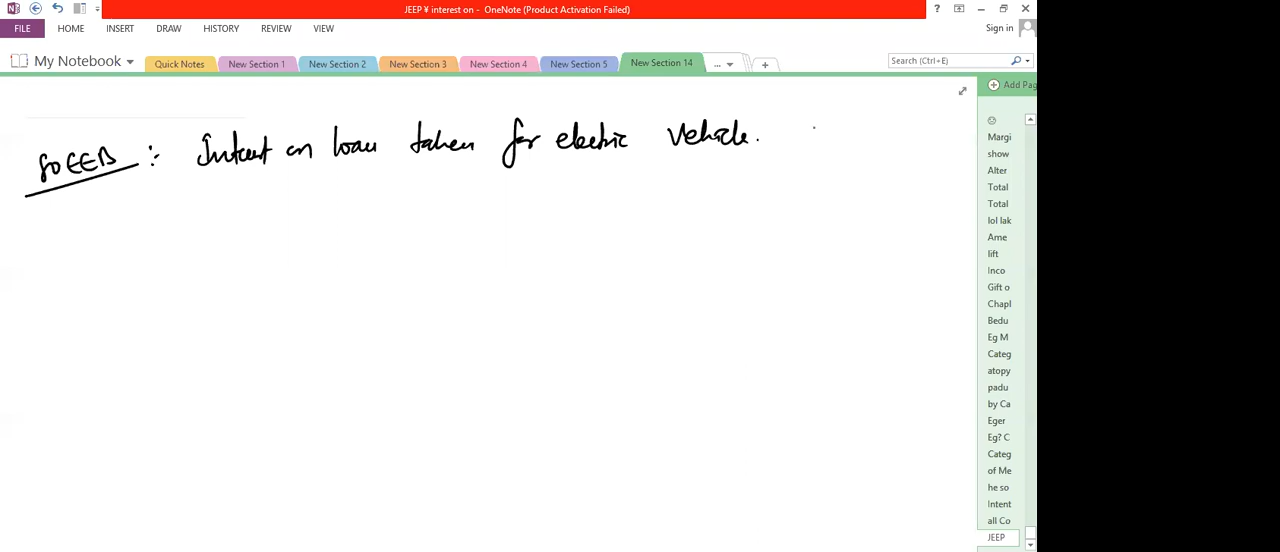 JEEP ¥ interest on - OneNote (Product Activation Failed)
? 
Sign in
FILE HOME INSERT DRAW HISTORY REVIEW VIEW
My Notebook Quick Notes New Section 1 New Section 2 New Section 3 New Section 4 New Section 5 New Section 14 ... +
Search (Ctrl+E)
Add Pag
80EEB : Interest on loan taken for electric vehicle.
Margi
show
Alter
Total
Total
lol lak
Ame
lift
Inco
Gift o
Chapl
Bedu
Eg M
Categ
atopy
padu
by Ca
Eger
Eg? C
Categ
of Me
he so
Intent
all Co
JEEP